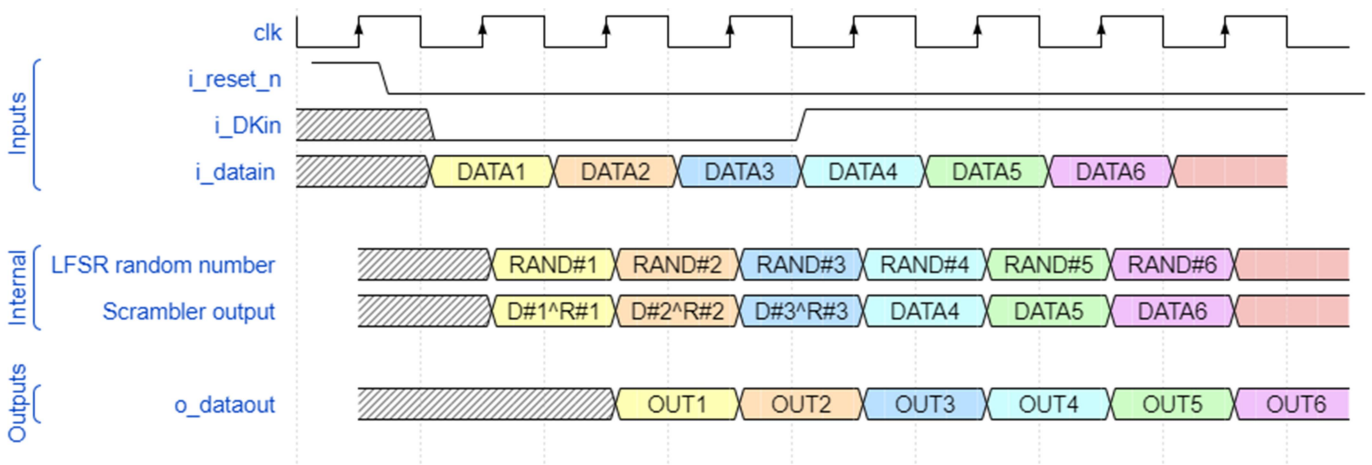 clk
Inputs
i_reset_n
i_DKin
i_datain DATA1 DATA2 DATA3 DATA4 DATA5 DATA6
Internal
LFSR random number RAND#1 RAND#2 RAND#3 RAND#4 RAND#5 RAND#6
Scrambler output D#1^R#1 D#2^R#2 D#3^R#3 DATA4 DATA5 DATA6
Outputs
o_dataout OUT1 OUT2 OUT3 OUT4 OUT5 OUT6